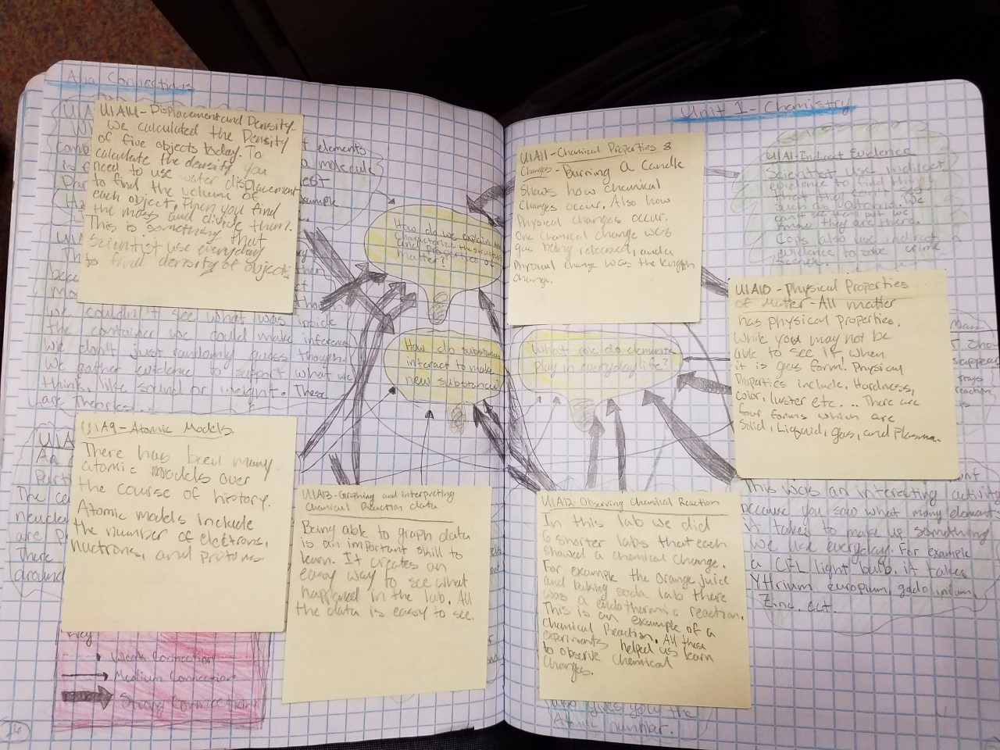 Aha Connections
Unit 1 - Chemistry
U1A14 - Displacement and Density
We calculated the Density
of five objects today. To
calculate the density you
need to use water displacement
to find the volume of
each object, then you find
the mass and divide them.
This is something that
scientist use everyday
to find density of objects.
elements
a molecule
We couldn't see what was inside
the container we could make inference
We don't just randomly guess though.
We gather evidence to support what we
think, like sound or weight. These
are theories...
U1A9 - Atomic Models
There has been many
atomic models over
the course of history.
Atomic models include
the number of electrons,
nuetrons, and protons.
The
There
around
Key
Weak Connection
Medium Connection
Strong Connection
26
How do we explain
characterize the structure
and Properties of
matter?
How do substances
interact to make
new substances?
U1A13 - Graphing and interpreting
Chemical Reaction data
Being able to graph data
is an important skill to
learn. It creates an
easy way to see what
happened in the lab. All
the data is easy to see.
U1A11 - Chemical Properties &
Changes - Burning A Candle
shows how chemical
changes occur. Also how
Physical changes occur.
One chemical change was
gas being released, and a
Physical change was the length
change.
What role do elements
Play in everyday life?
U1A12 - Observing Chemical Reaction
In this lab we did
6 shorter labs that each
showed a chemical change.
For example the orange juice
and baking soda lab there
was a endothermic reaction.
This is an example of a
Chemical Reaction. All these
experiments helped us learn
to observe Chemical
Changes.
also gives you the
Atomic number.
U1A1 - Indirect Evidence
Scientist use indirect
evidence to find things
that they cant see
such as Watoms. We
cant see them but we
know they are there.
Cops also use indirect
evidence to solve crime
scenes.
U1A10 - Physical Properties
of Matter - All matter
has physical properties.
While you may not be
able to see it when
it is gas form. Physical
Properties include, Hardness,
color, luster etc... There are
four forms which are
Solid, Liquid, gas, and Plasma.
reaction
This was an interesting activity
because you saw what many elements
it takes to make up something
We use everyday. For example
a CFL light bulb. it takes
Yttrium, europium, gadolinium,
Zinc. ect.